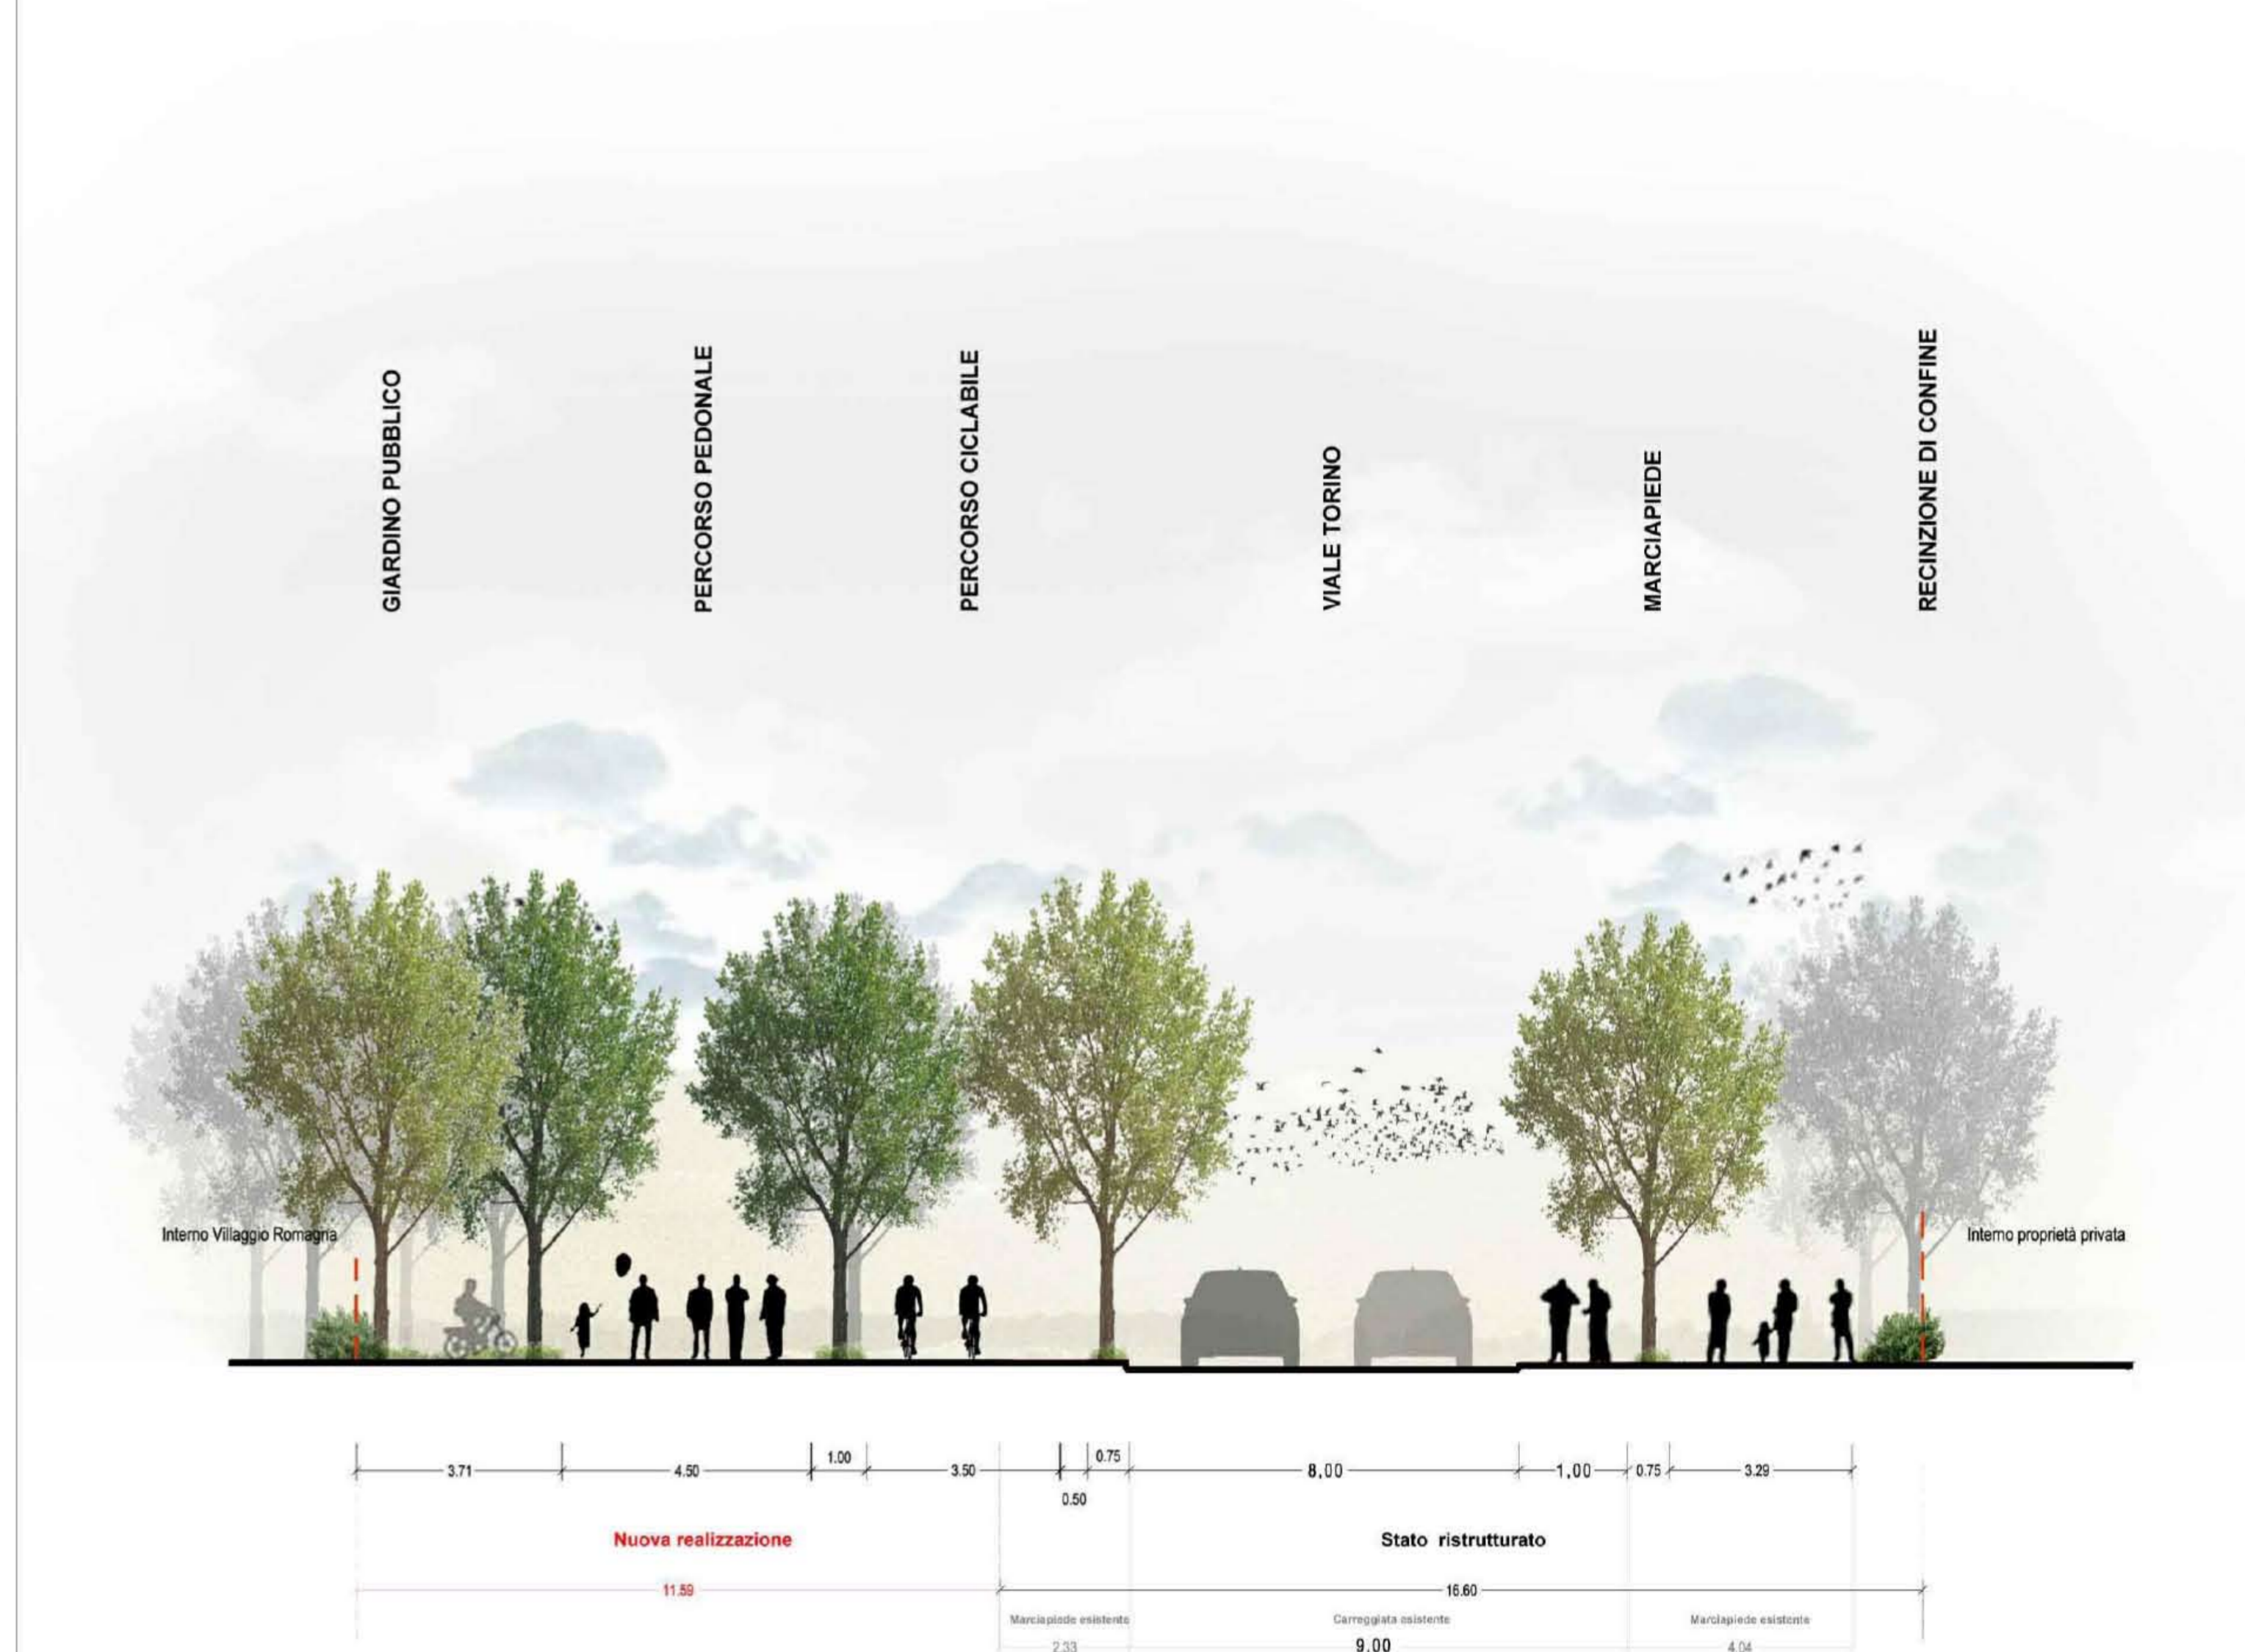 GIARDINO PUBBLICO
PERCORSO PEDONALE
PERCORSO CICLABILE
VIALE TORINO
MARCIAPIEDE
RECINZIONE DI CONFINE
Interno Villaggio Romagna
Interno proprietà privata
3.71 4.50 1.00 3.50 0.75 8,00 1,00 0.75 3.29
0.50
Nuova realizzazione Stato ristrutturato
11.59 16.60
Marciapiede esistente Carreggiata esistente Marciapiede esistente
2.33 9.00 4.04